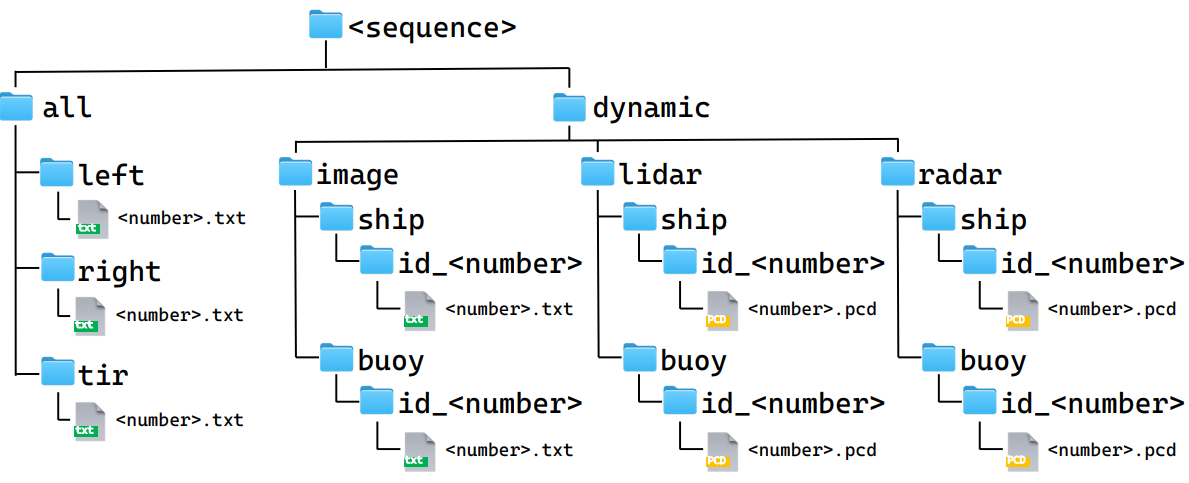 <sequence>
all
dynamic
left
<number>.txt
right
<number>.txt
tir
<number>.txt
image
ship
id_<number>
<number>.txt
buoy
id_<number>
<number>.txt
lidar
ship
id_<number>
<number>.pcd
buoy
id_<number>
<number>.pcd
radar
ship
id_<number>
<number>.pcd
buoy
id_<number>
<number>.pcd
txt
txt
txt
txt
txt
PCD
PCD
PCD
PCD